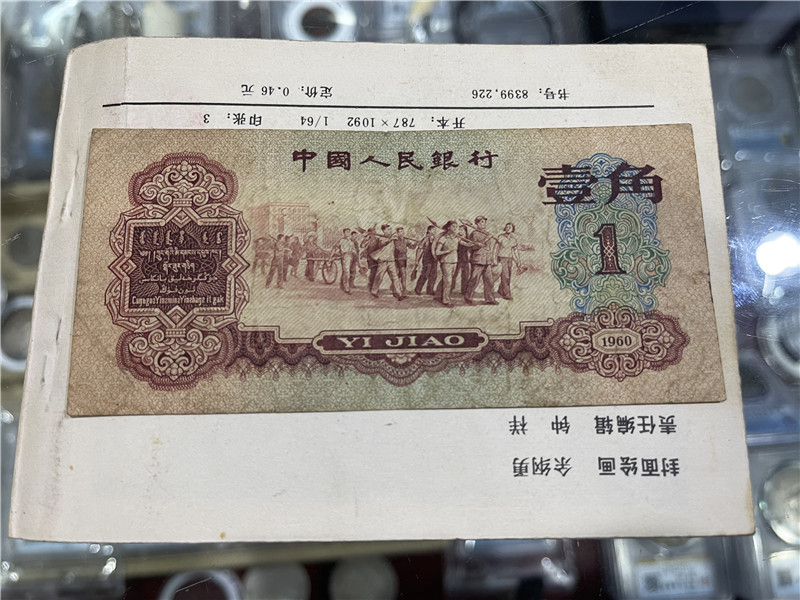 书号：8399,226 定价：0.46 元
开本：787×1092 1/64 印张：3
中國人民銀行
壹角
1
YI JIAO
1960
责任编辑 钟 祥
封面绘画 余纲勇